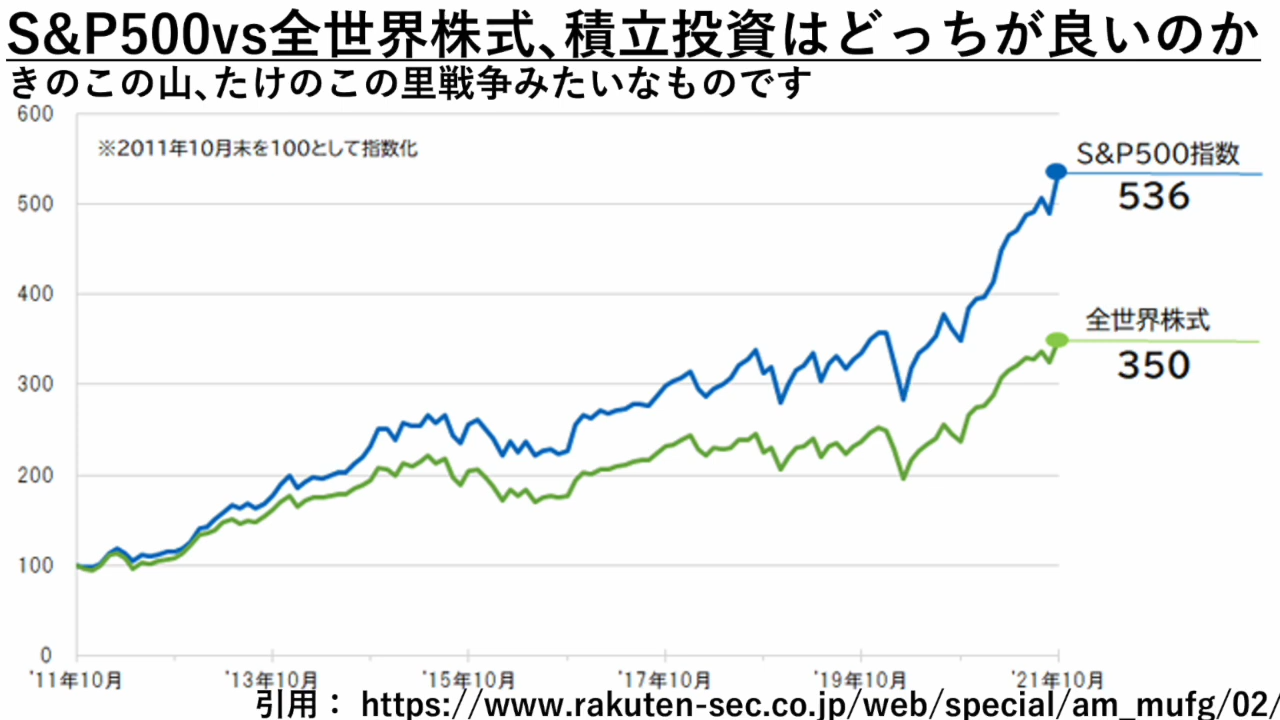 S&P500vs全世界株式、積立投資はどっちが良いのか
きのこの山、たけのこの里戦争みたいなものです
600
※2011年10月末を100として指数化
S&P500指数
536
500
400
全世界株式
350
300
200
100
0
'11年10月 '13年10月 '15年10月 '17年10月 '19年10月 '21年10月
引用： https://www.rakuten-sec.co.jp/web/special/am_mufg/02/